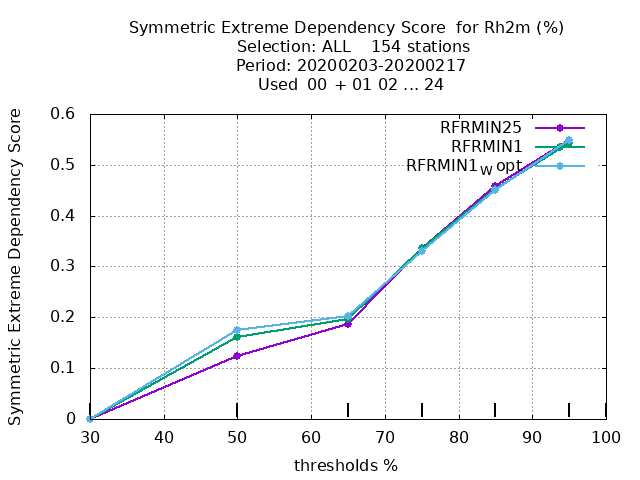 Symmetric Extreme Dependency Score  for Rh2m (%)
Selection: ALL    154 stations
Period: 20200203-20200217
Used  00  + 01 02 ... 24
Symmetric Extreme Dependency Score
0.6
0.5
0.4
0.3
0.2
0.1
0
RFRMIN25
RFRMIN1
RFRMIN1w opt
30 40 50 60 70 80 90 100
thresholds %